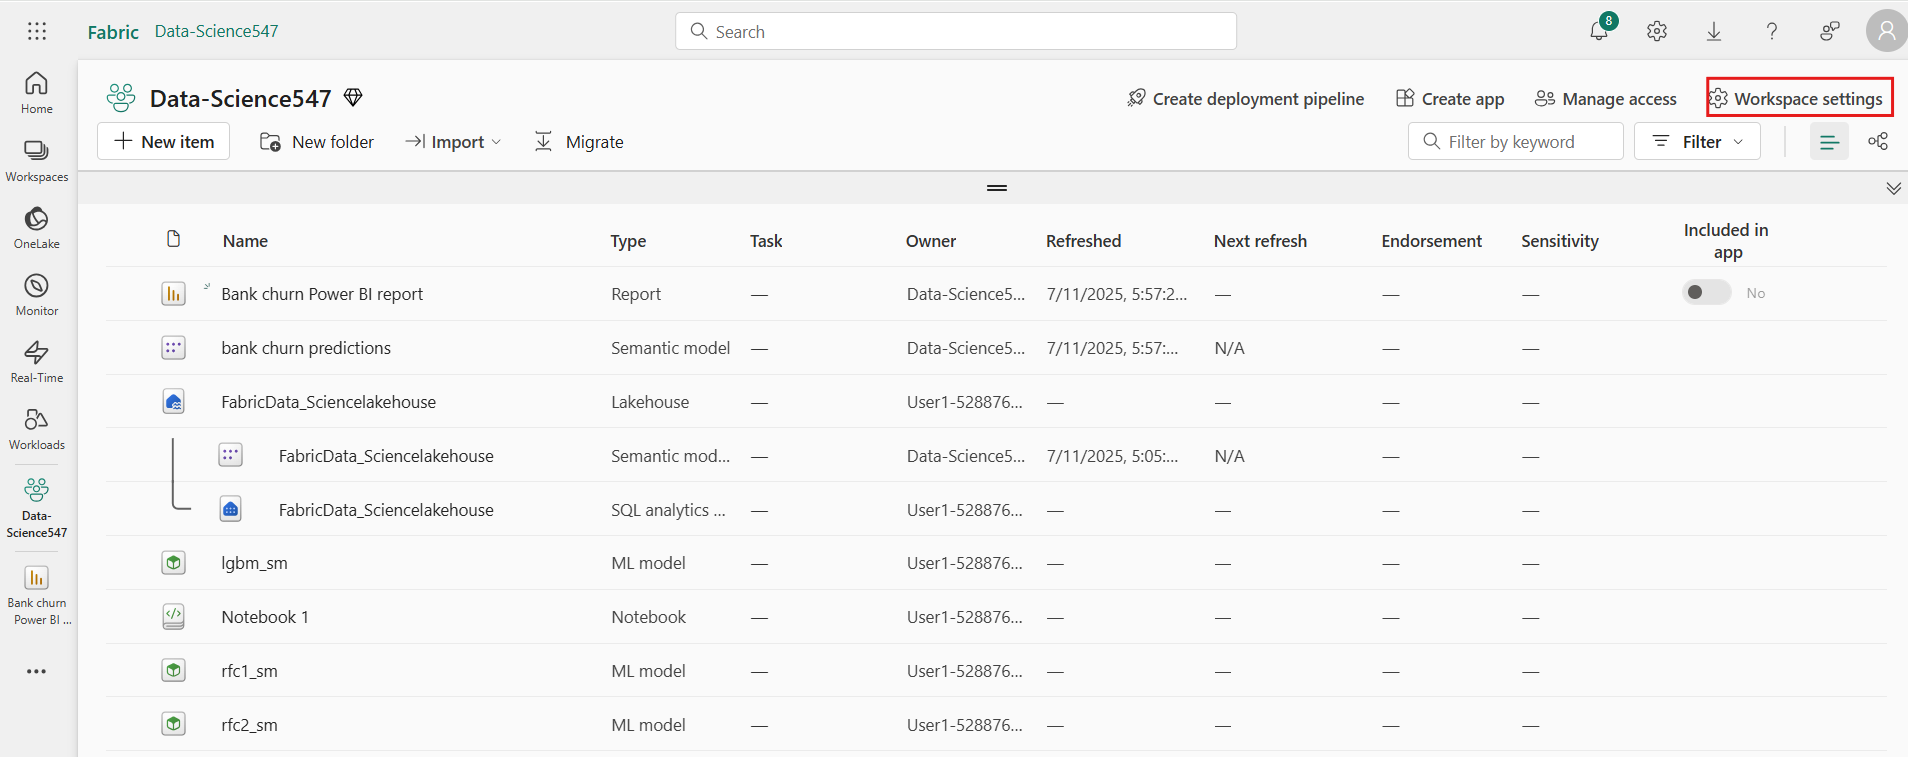 Fabric Data-Science547 Search 8
Data-Science547 Create deployment pipeline Create app Manage access Workspace settings
New item New folder Import Migrate Filter by keyword Filter
Home
Workspaces
OneLake
Monitor
Real-Time
Workloads
Data-
Science547
Bank churn
Power BI ...
Name Type Task Owner Refreshed Next refresh Endorsement Sensitivity Included in
app
Bank churn Power BI report Report — Data-Science5... 7/11/2025, 5:57:2... — — — No
bank churn predictions Semantic model — Data-Science5... 7/11/2025, 5:57:... N/A — —
FabricData_Sciencelakehouse Lakehouse — User1-528876... — — — —
FabricData_Sciencelakehouse Semantic mod... — Data-Science5... 7/11/2025, 5:05:... N/A — —
FabricData_Sciencelakehouse SQL analytics ... — User1-528876... — — — —
lgbm_sm ML model — User1-528876... — — — —
Notebook 1 Notebook — User1-528876... — — — —
rfc1_sm ML model — User1-528876... — — — —
rfc2_sm ML model — User1-528876... — — — —